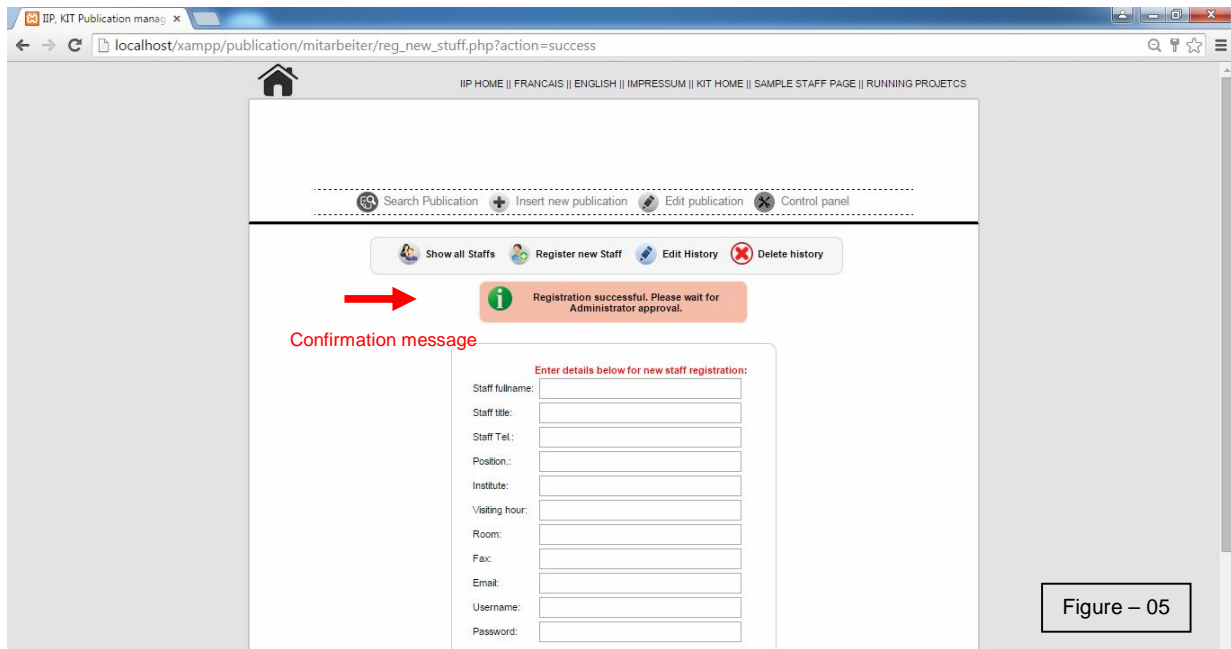 IIP, KIT Publication manag
localhost/xampp/publication/mitarbeiter/reg_new_stuff.php?action=success
IIP HOME || FRANCAIS || ENGLISH || IMPRESSUM || KIT HOME || SAMPLE STAFF PAGE || RUNNING PROJETCS
Search Publication Insert new publication Edit publication Control panel
Show all Staffs Register new Staff Edit History Delete history
Registration successful. Please wait for
Administrator approval.
Confirmation message
Enter details below for new staff registration:
Staff fullname:
Staff title:
Staff Tel.:
Position.:
Institute:
Visiting hour:
Room:
Fax:
Email:
Username:
Password:
Figure – 05